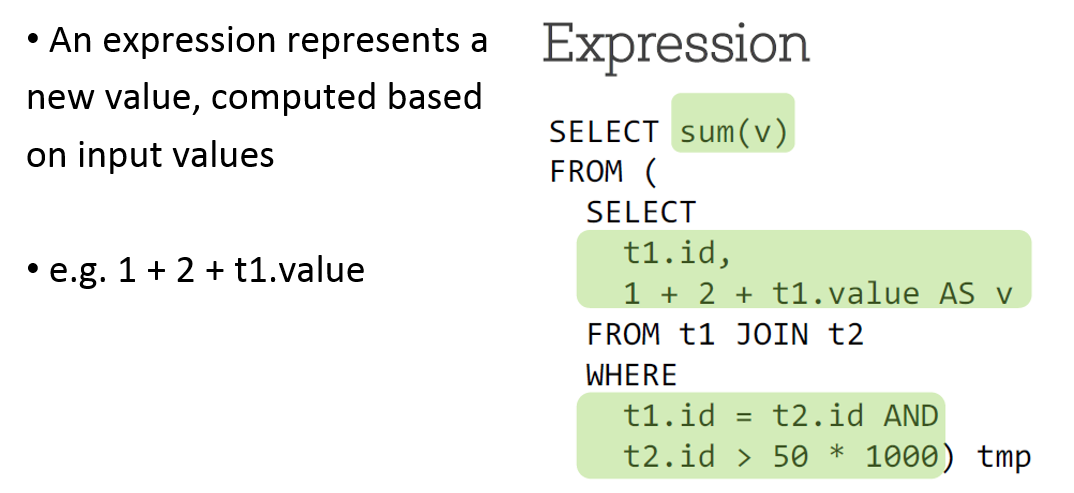 • An expression represents a
new value, computed based
on input values
• e.g. 1 + 2 + t1.value
Expression
SELECT sum(v)
FROM (
SELECT
t1.id,
1 + 2 + t1.value AS v
FROM t1 JOIN t2
WHERE
t1.id = t2.id AND
t2.id > 50 * 1000) tmp